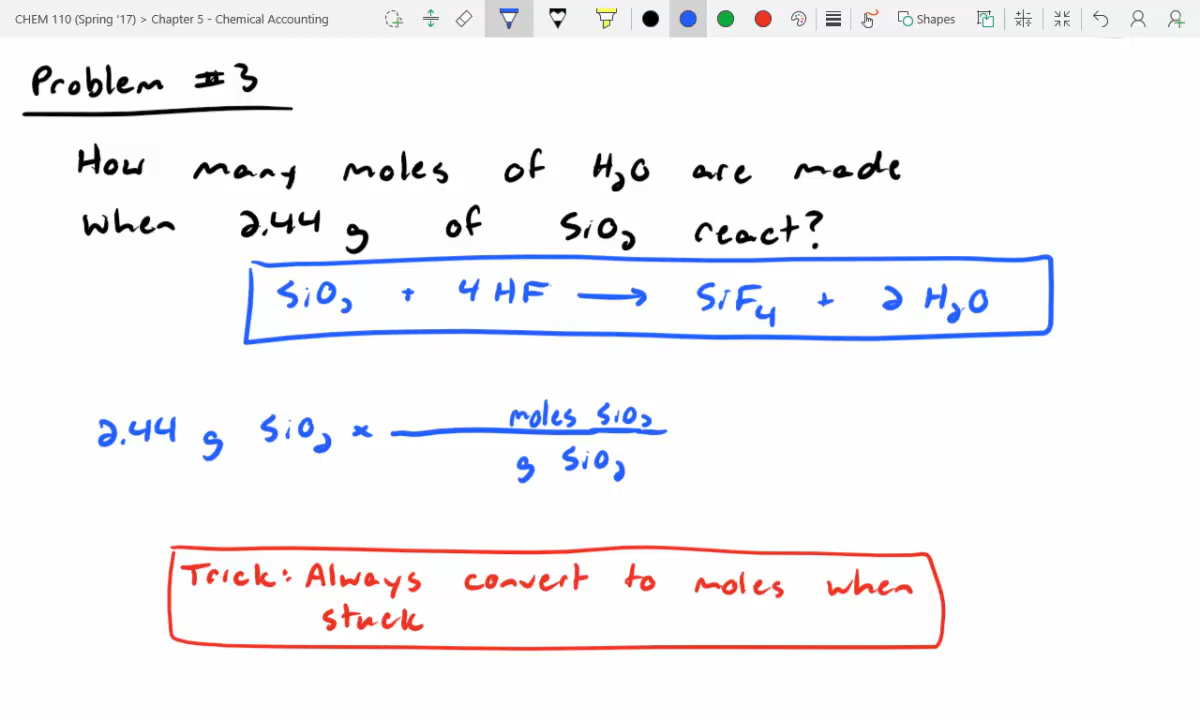 CHEM 110 (Spring '17) > Chapter 5 - Chemical Accounting
Shapes
Problem #3
How many moles of H₂O are made
when 2.44 g of SiO₂ react?
SiO₂ + 4 HF → SiF₄ + 2 H₂O
moles SiO₂
2.44 g SiO₂ ×
g SiO₂
Trick: Always convert to moles when
stuck